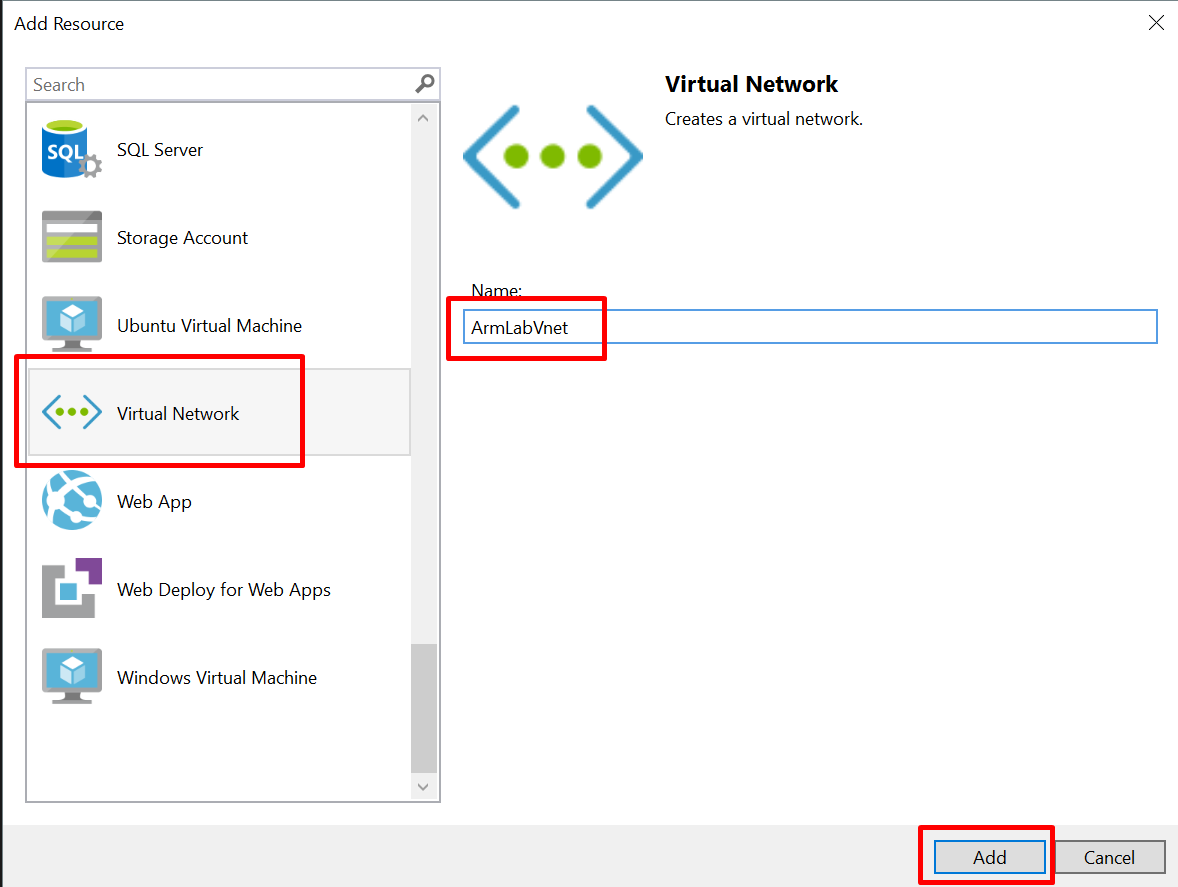 Add Resource
Search
SQL
SQL Server
Storage Account
Ubuntu Virtual Machine
Virtual Network
Web App
Web Deploy for Web Apps
Windows Virtual Machine
Virtual Network
Creates a virtual network.
Name:
ArmLabVnet
Add
Cancel